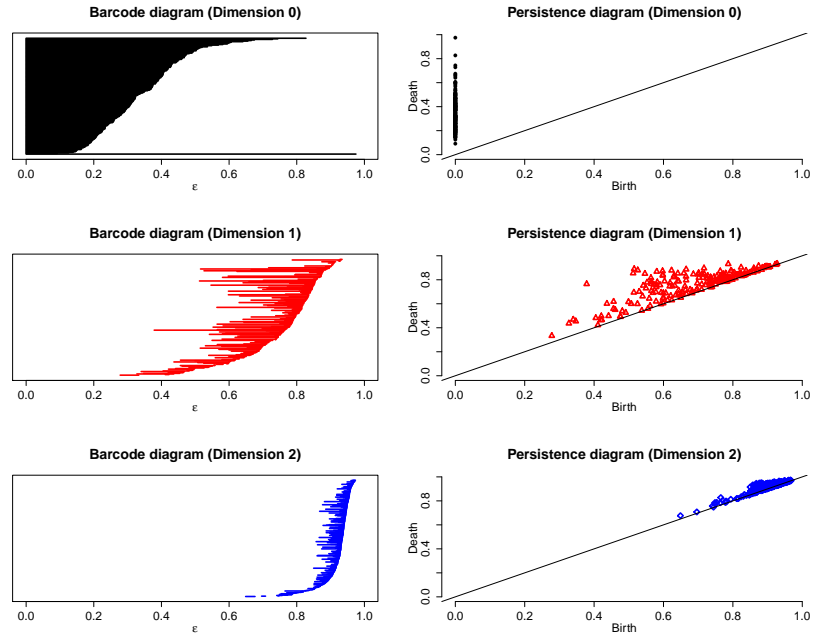 Barcode diagram (Dimension 0)
0.0 0.2 0.4 0.6 0.8 1.0
ε
Persistence diagram (Dimension 0)
Death
0.0 0.4 0.8
0.0 0.2 0.4 0.6 0.8 1.0
Birth
Barcode diagram (Dimension 1)
0.0 0.2 0.4 0.6 0.8 1.0
ε
Persistence diagram (Dimension 1)
Death
0.0 0.4 0.8
0.0 0.2 0.4 0.6 0.8 1.0
Birth
Barcode diagram (Dimension 2)
0.0 0.2 0.4 0.6 0.8 1.0
ε
Persistence diagram (Dimension 2)
Death
0.0 0.4 0.8
0.0 0.2 0.4 0.6 0.8 1.0
Birth